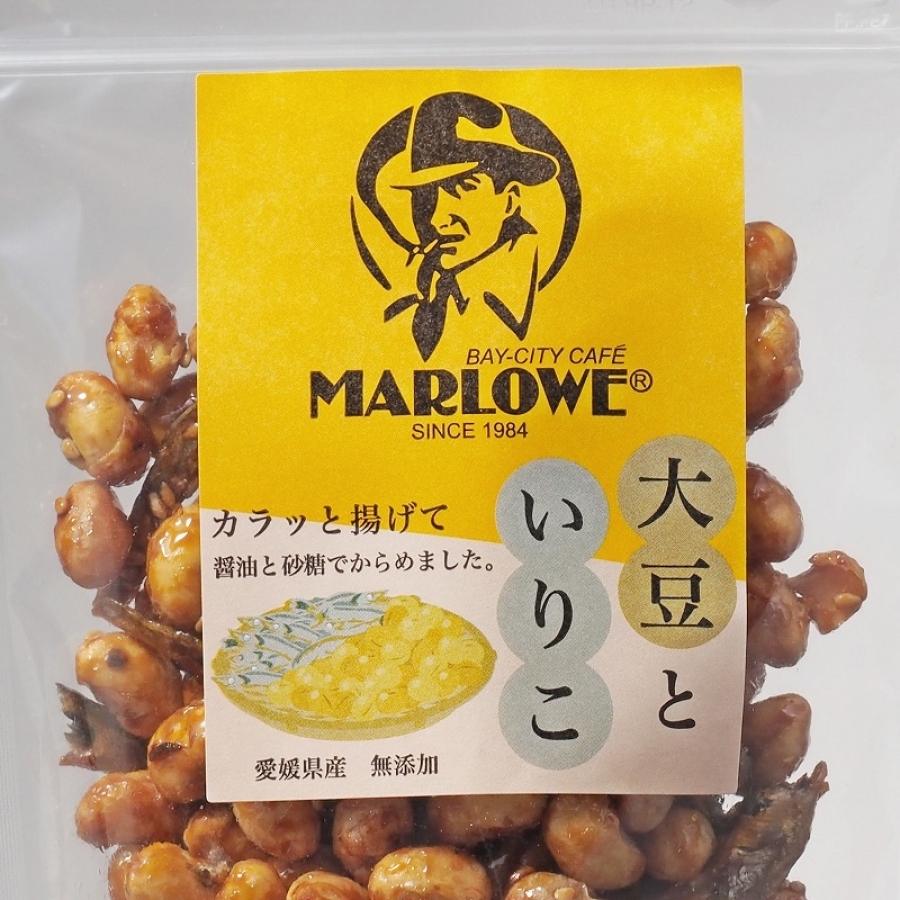 BAY-CITY CAFÉ
MARLOWE®
SINCE 1984
大豆と
いりこ
カラッと揚げて
醤油と砂糖でからめました。
愛媛県産　無添加